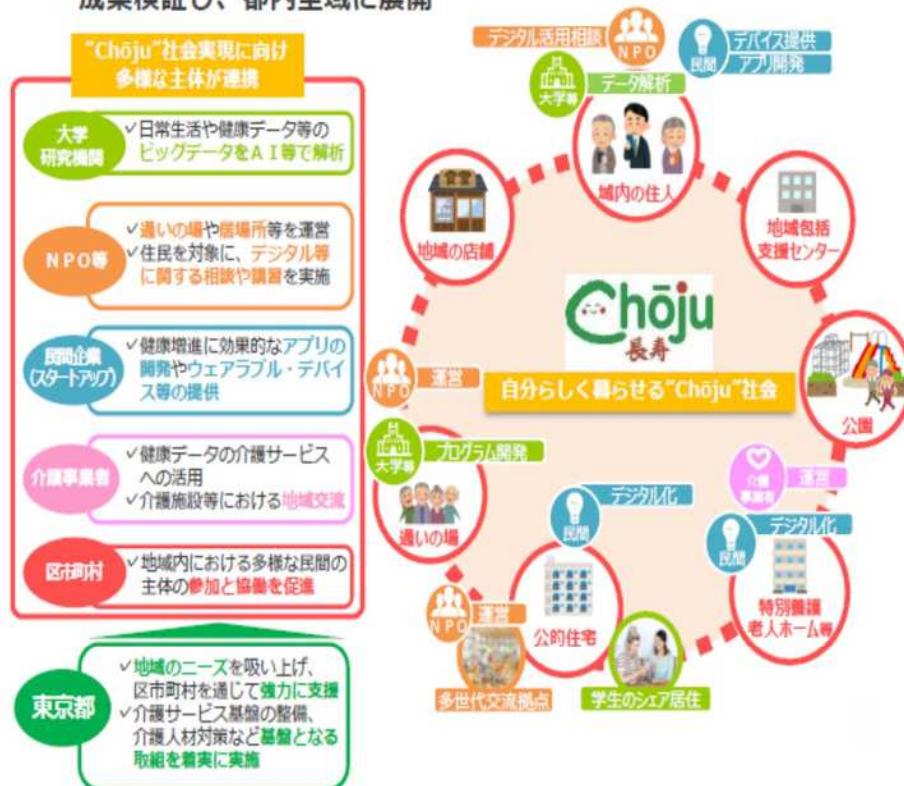 成果検証し、都内全域に展開
“Chōju”社会実現に向け
多様な主体が連携
大学
研究機関
✓日常生活や健康データ等の
ビッグデータをAI等で解析
NPO等
✓通いの場や居場所等を運営
✓住民を対象に、デジタル等
に関する相談や講習を実施
民間企業
(スタートアップ)
✓健康増進に効果的なアプリの
開発やウェアラブル・デバイ
ス等の提供
介護事業者
✓健康データの介護サービス
への活用
✓介護施設等における地域交流
区市町村
✓地域内における多様な民間の
主体の参加と協働を促進
東京都
✓地域のニーズを吸い上げ、
区市町村を通じて強力に支援
✓介護サービス基盤の整備、
介護人材対策など基盤となる
取組を着実に実施
デジタル活用相談
NPO
民間
デバイス提供
アプリ開発
大学等
データ解析
域内の住人
食堂
地域の店舗
地域包括
支援センター
Chōju
長寿
自分らしく暮らせる“Chōju”社会
NPO
運営
公園
大学等
プログラム開発
通いの場
介護
事業者
運営
民間
デジタル化
民間
デジタル化
公的住宅
特別養護
老人ホーム等
NPO
運営
多世代交流拠点
学生のシェア居住